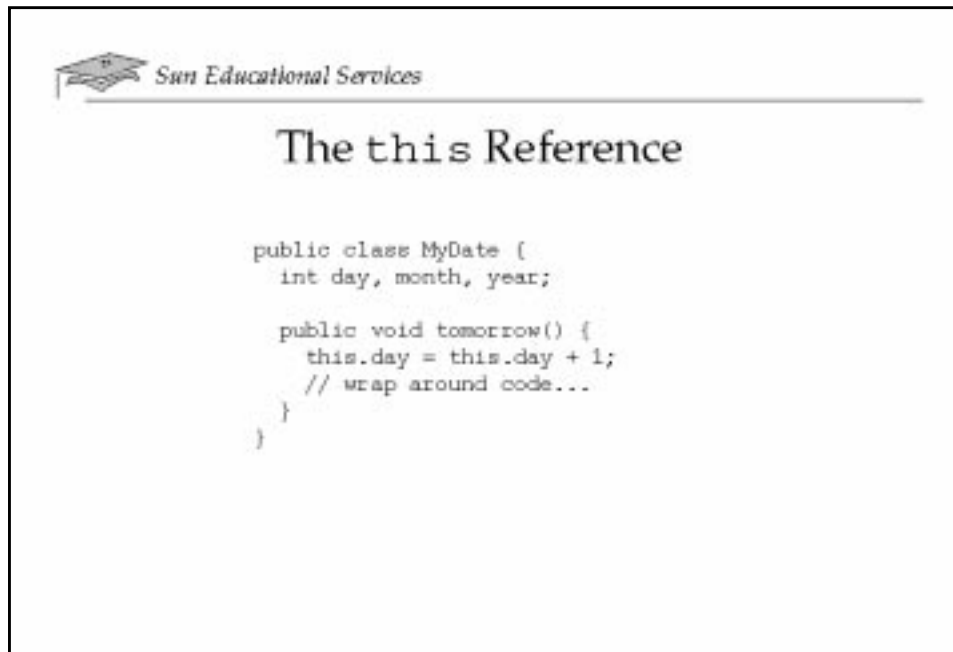 Sun Educational Services
The this Reference
public class MyDate {
  int day, month, year;

  public void tomorrow() {
    this.day = this.day + 1;
    // wrap around code...
  }
}